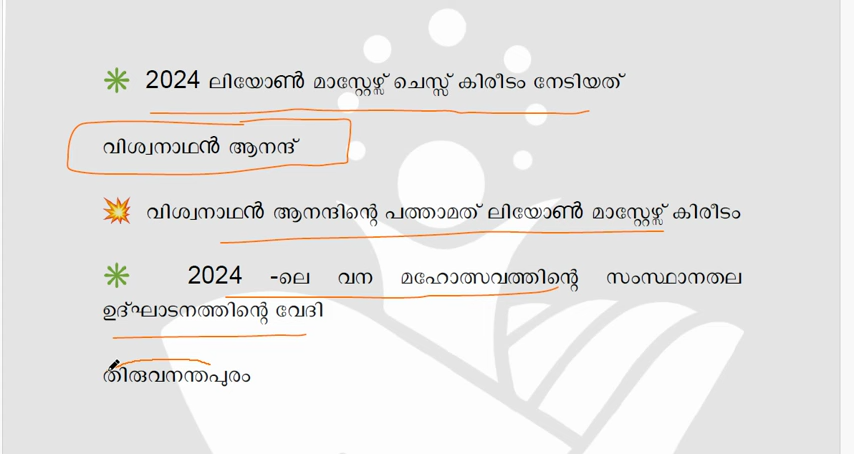 2024 ലിയോൺ മാസ്റ്റേഴ്സ് ചെസ്സ് കിരീടം നേടിയത്
വിശ്വനാഥൻ ആനന്ദ്
വിശ്വനാഥൻ ആനന്ദിന്റെ പത്താമത് ലിയോൺ മാസ്റ്റേഴ്സ് കിരീടം
2024 -ലെ വന മഹോത്സവത്തിന്റെ സംസ്ഥാനതല
ഉദ്ഘാടനത്തിന്റെ വേദി
തിരുവനന്തപുരം